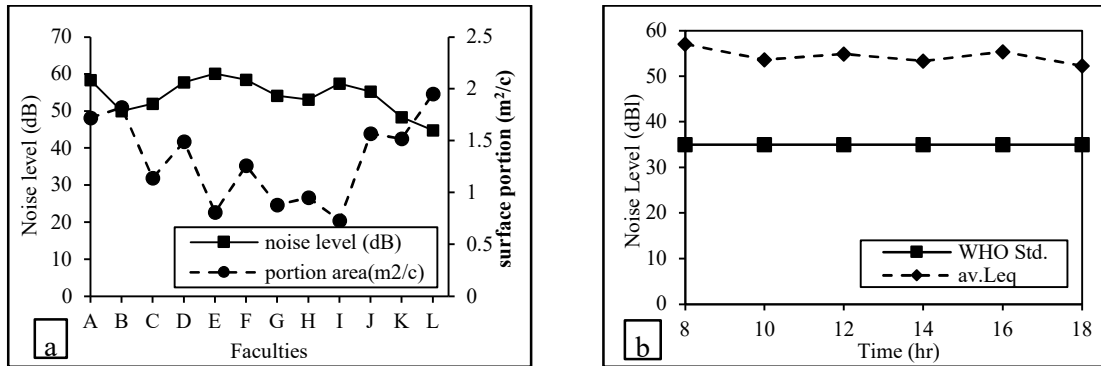 70
60
50
40
30
20
10
0
Noise level (dB)
2.5
2
1.5
1
0.5
0
surface portion (m²/c)
noise level (dB)
portion area(m2/c)
A B C D E F G H I J K L
Faculties
a
60
50
40
30
20
10
0
Noise Level (dBl)
WHO Std.
av.Leq
8 10 12 14 16 18
Time (hr)
b